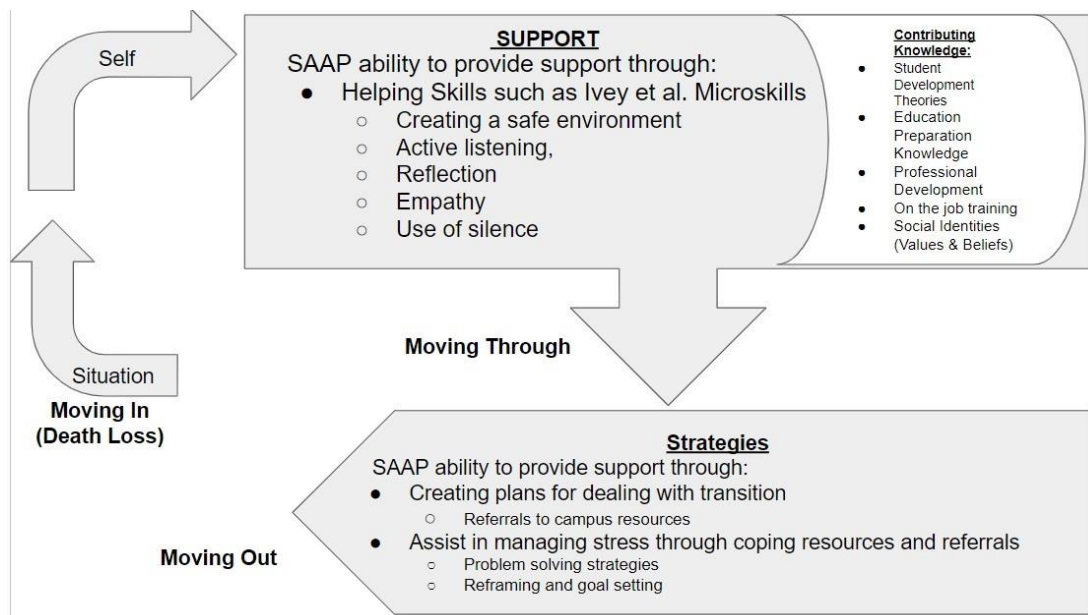 Self
SUPPORT
SAAP ability to provide support through:
● Helping Skills such as Ivey et al. Microskills
○ Creating a safe environment
○ Active listening,
○ Reflection
○ Empathy
○ Use of silence
Contributing
Knowledge:
● Student
Development
Theories
● Education
Preparation
Knowledge
● Professional
Development
● On the job training
● Social Identities
(Values & Beliefs)
Situation
Moving In
(Death Loss)
Moving Through
Strategies
SAAP ability to provide support through:
● Creating plans for dealing with transition
○ Referrals to campus resources
● Assist in managing stress through coping resources and referrals
○ Problem solving strategies
○ Reframing and goal setting
Moving Out